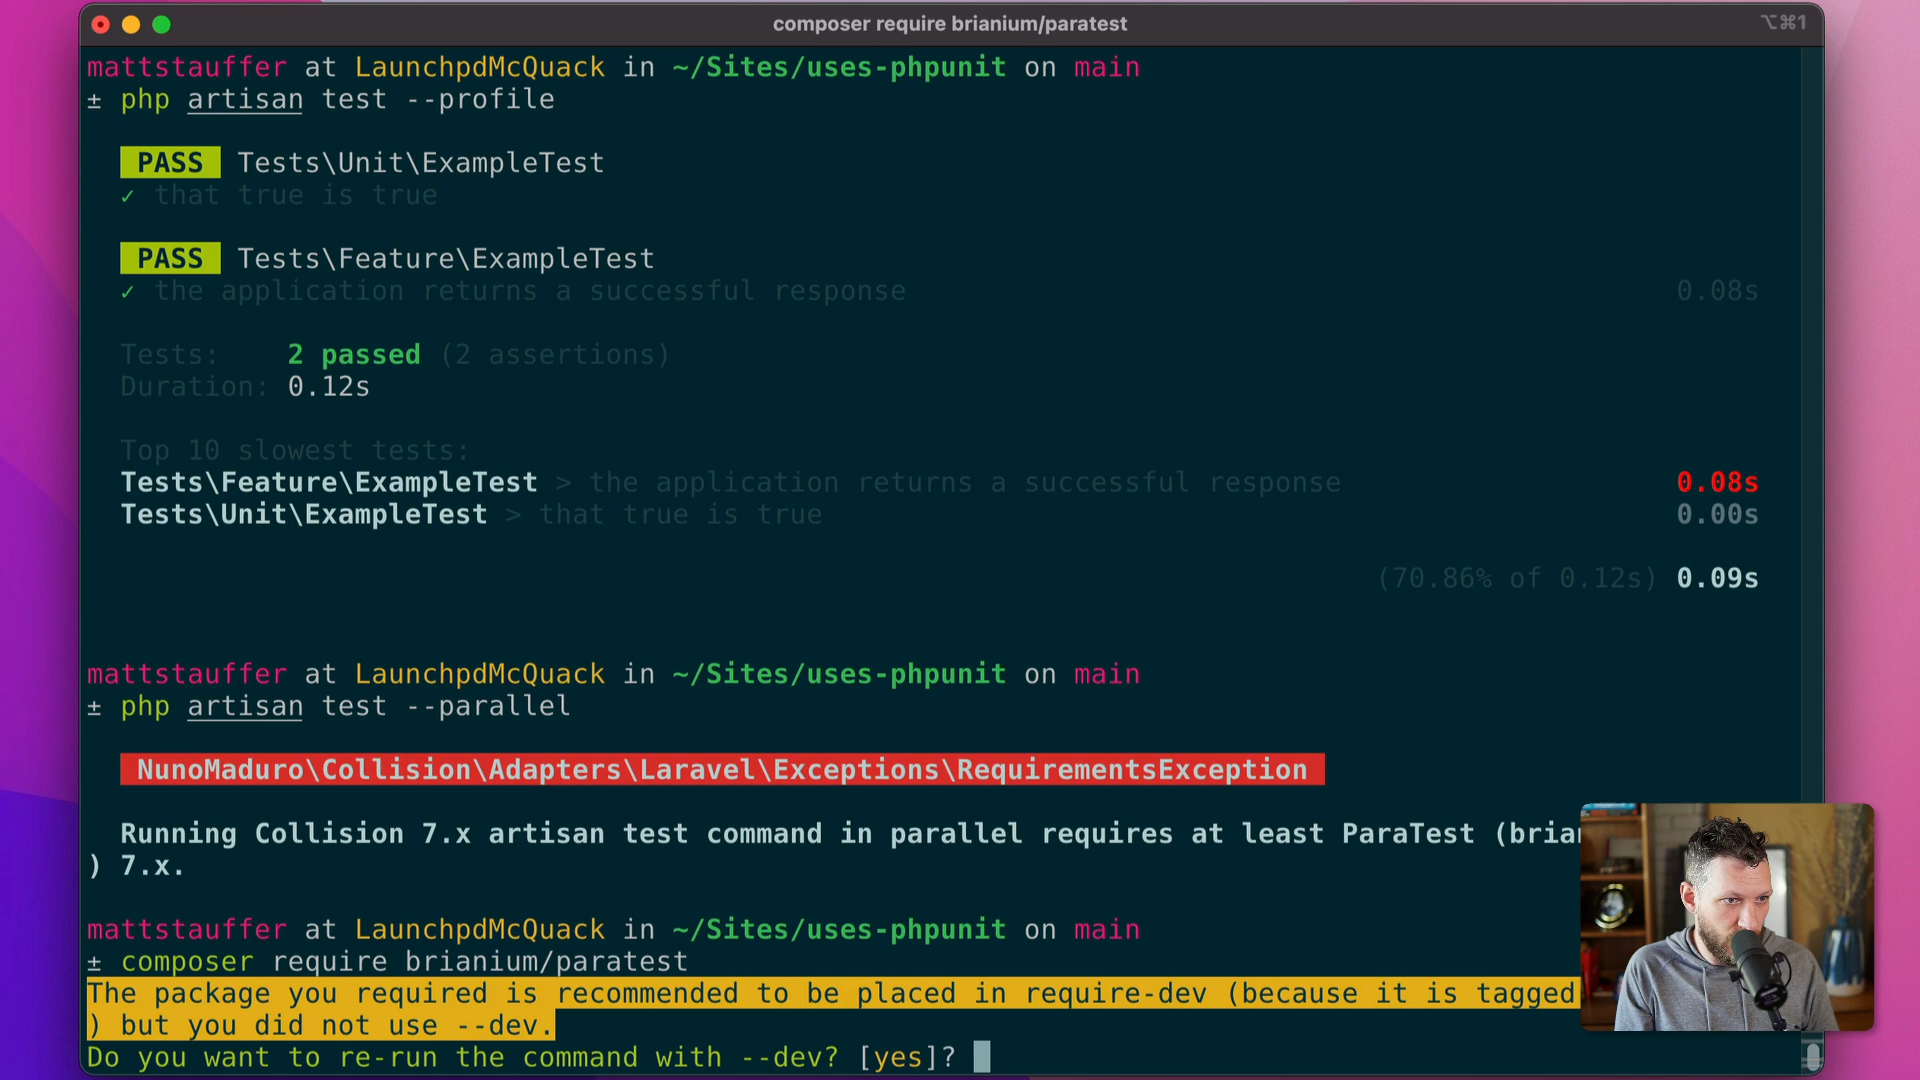 composer require brianium/paratest
⌥⌘1
mattstauffer at LaunchpdMcQuack in ~/Sites/uses-phpunit on main
± php artisan test --profile
PASS Tests\Unit\ExampleTest
✓ that true is true
PASS Tests\Feature\ExampleTest
✓ the application returns a successful response 0.08s
Tests: 2 passed (2 assertions)
Duration: 0.12s
Top 10 slowest tests:
Tests\Feature\ExampleTest > the application returns a successful response 0.08s
Tests\Unit\ExampleTest > that true is true 0.00s
(70.86% of 0.12s) 0.09s
mattstauffer at LaunchpdMcQuack in ~/Sites/uses-phpunit on main
± php artisan test --parallel
NunoMaduro\Collision\Adapters\Laravel\Exceptions\RequirementsException
Running Collision 7.x artisan test command in parallel requires at least ParaTest (bria
) 7.x.
mattstauffer at LaunchpdMcQuack in ~/Sites/uses-phpunit on main
± composer require brianium/paratest
The package you required is recommended to be placed in require-dev (because it is tagged
) but you did not use --dev.
Do you want to re-run the command with --dev? [yes]?